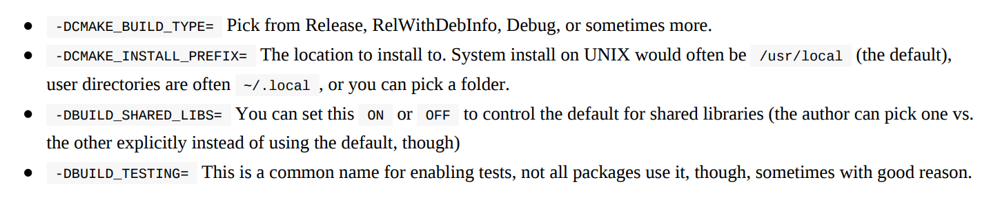 ● -DCMAKE_BUILD_TYPE= Pick from Release, RelWithDebInfo, Debug, or sometimes more.
● -DCMAKE_INSTALL_PREFIX= The location to install to. System install on UNIX would often be /usr/local (the default),
user directories are often ~/.local , or you can pick a folder.
● -DBUILD_SHARED_LIBS= You can set this ON or OFF to control the default for shared libraries (the author can pick one vs.
the other explicitly instead of using the default, though)
● -DBUILD_TESTING= This is a common name for enabling tests, not all packages use it, though, sometimes with good reason.